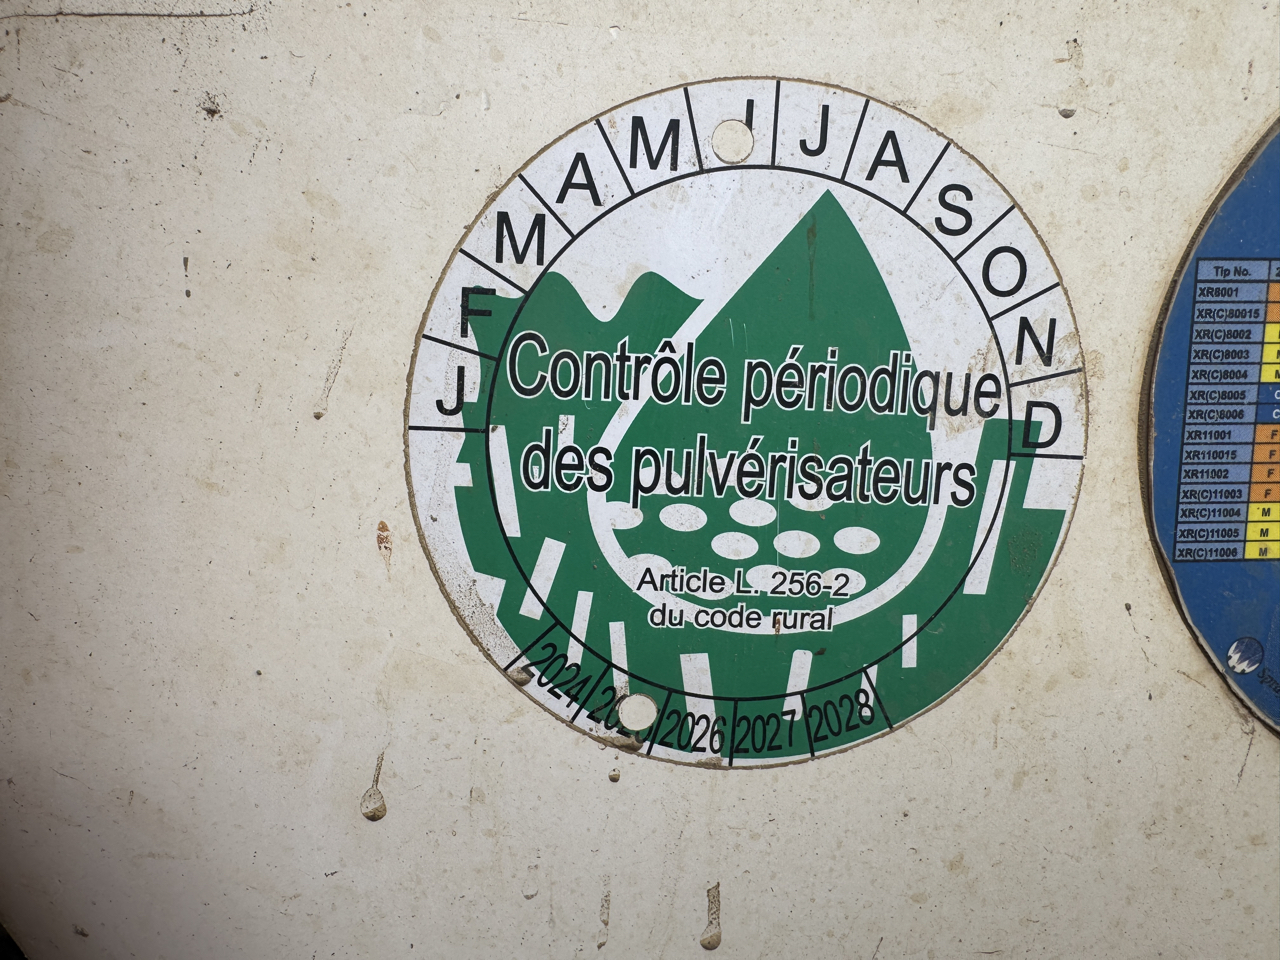 J F M A M J J A S O N D
Contrôle périodique
des pulvérisateurs
Article L. 256-2
du code rural
2024 2026 2027 2028
Tip No.
XR8001
XR(C)80015
XR(C)8002
XR(C)8003
XR(C)8004 M
XR(C)8005
XR(C)8006
XR11001 F
XR110015 F
XR11002 F
XR(C)11003 F
XR(C)11004 M
XR(C)11005 M
XR(C)11006 M